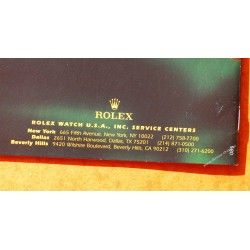 ROLEX
ROLEX WATCH U.S.A., INC. SERVICE CENTERS
New York 665 Fifth Avenue, New York, NY 10022 (212) 758-7700
Dallas 2651 North Harwood, Dallas, TX 75201 (214) 871-0500
Beverly Hills 9420 Wilshire Boulevard, Beverly Hills, CA 90212 (310) 271-6200